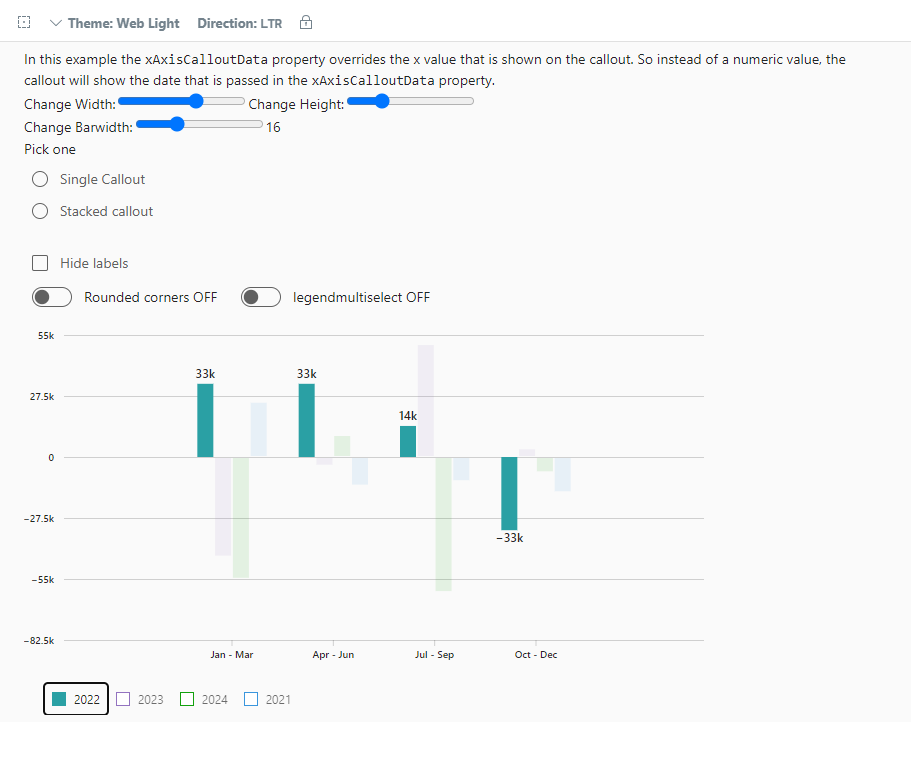 Theme: Web Light Direction: LTR
In this example the xAxisCalloutData property overrides the x value that is shown on the callout. So instead of a numeric value, the
callout will show the date that is passed in the xAxisCalloutData property.
Change Width: Change Height:
Change Barwidth: 16
Pick one
Single Callout
Stacked callout
Hide labels
Rounded corners OFF legendmultiselect OFF
55k
33k 33k
27.5k
14k
0
−27.5k
−33k
−55k
−82.5k
Jan - Mar Apr - Jun Jul - Sep Oct - Dec
2022 2023 2024 2021